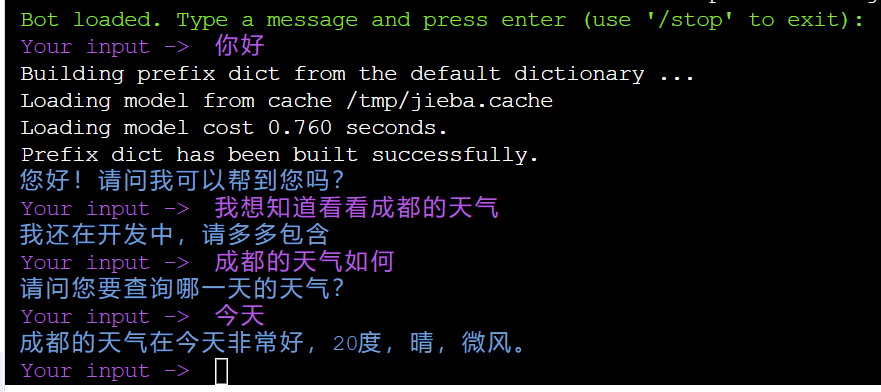 Bot loaded. Type a message and press enter (use '/stop' to exit):
Your input -> 你好
Building prefix dict from the default dictionary ...
Loading model from cache /tmp/jieba.cache
Loading model cost 0.760 seconds.
Prefix dict has been built successfully.
您好！请问我可以帮到您吗？
Your input -> 我想知道看看成都的天气
我还在开发中，请多多包含
Your input -> 成都的天气如何
请问您要查询哪一天的天气？
Your input -> 今天
成都的天气在今天非常好，20度，晴，微风。
Your input ->